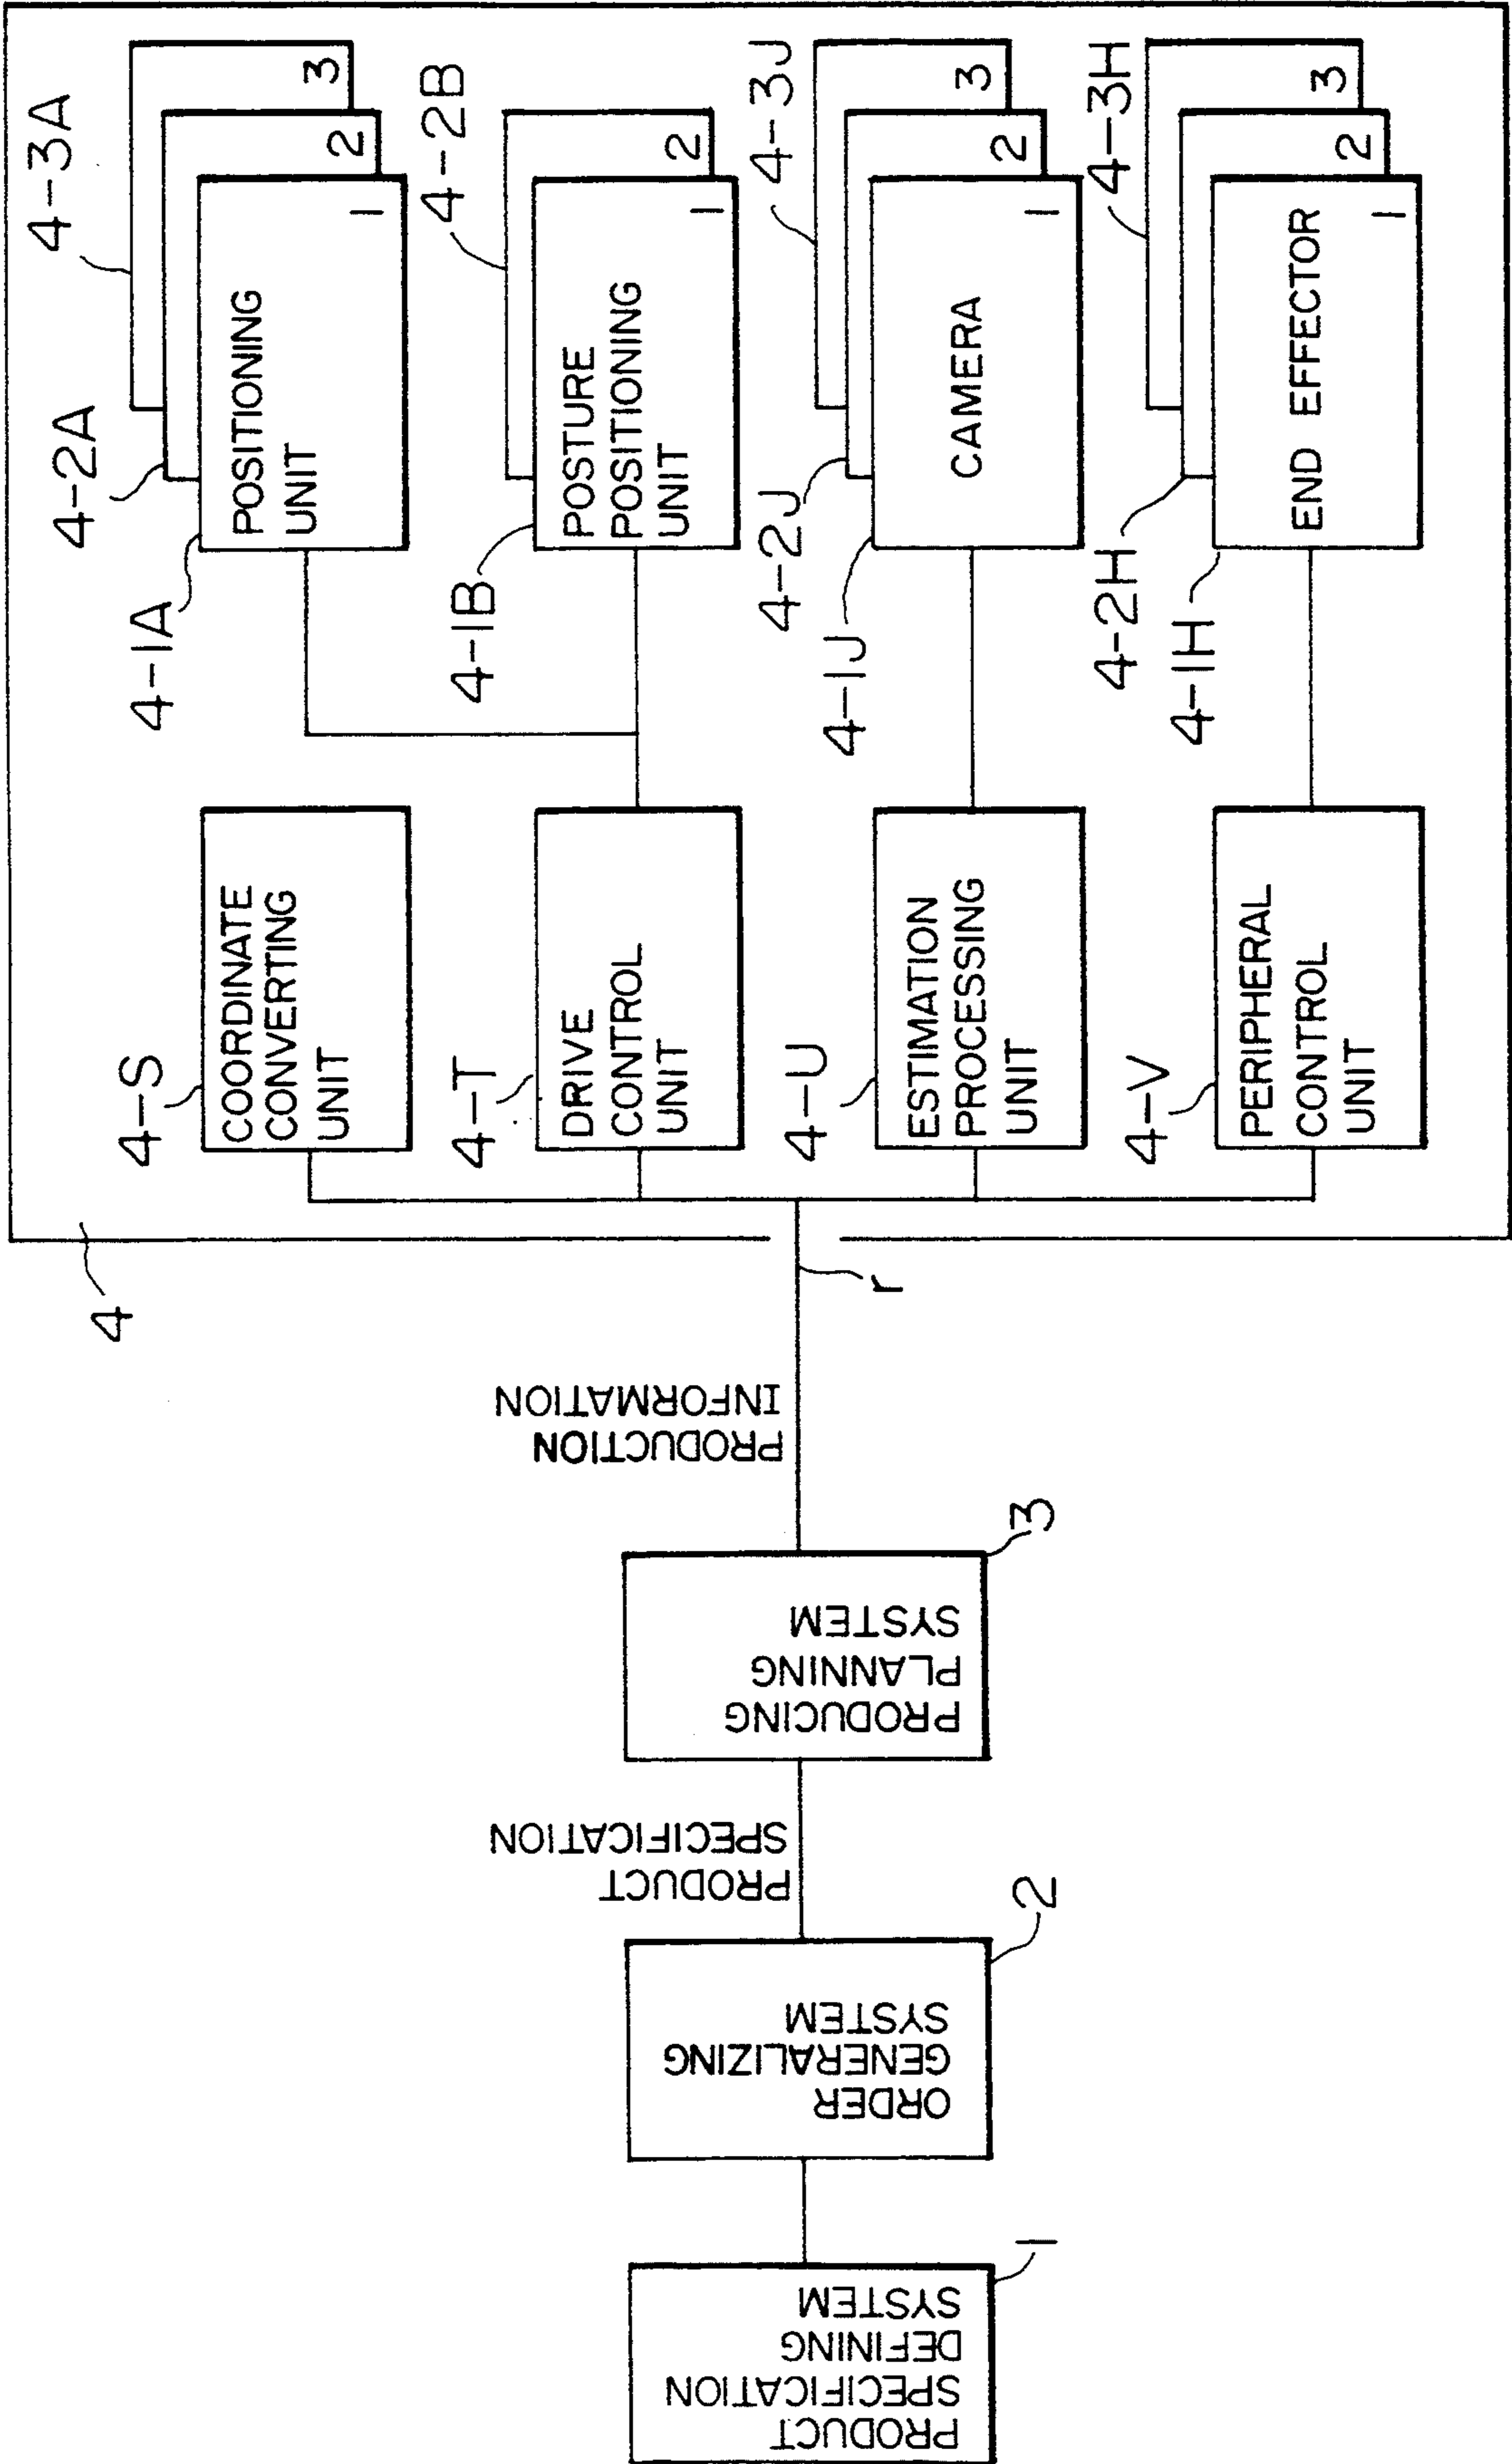 PRODUCT
SPECIFICATION
DEFINING
SYSTEM
1
ORDER
GENERALIZING
SYSTEM
2
PRODUCT
SPECIFICATION
PRODUCING
PLANNING
SYSTEM
3
PRODUCTION
INFORMATION
r
4
4-S
COORDINATE
CONVERTING
UNIT
4-T
DRIVE
CONTROL
UNIT
4-U
ESTIMATION
PROCESSING
UNIT
4-V
PERIPHERAL
CONTROL
UNIT
4-1A
4-2A
4-3A
POSITIONING
UNIT
1
2
3
4-1B
4-2B
POSTURE
POSITIONING
UNIT
1
2
4-1J
4-2J
4-3J
CAMERA
1
2
3
4-1H
4-2H
4-3H
END EFFECTOR
1
2
3